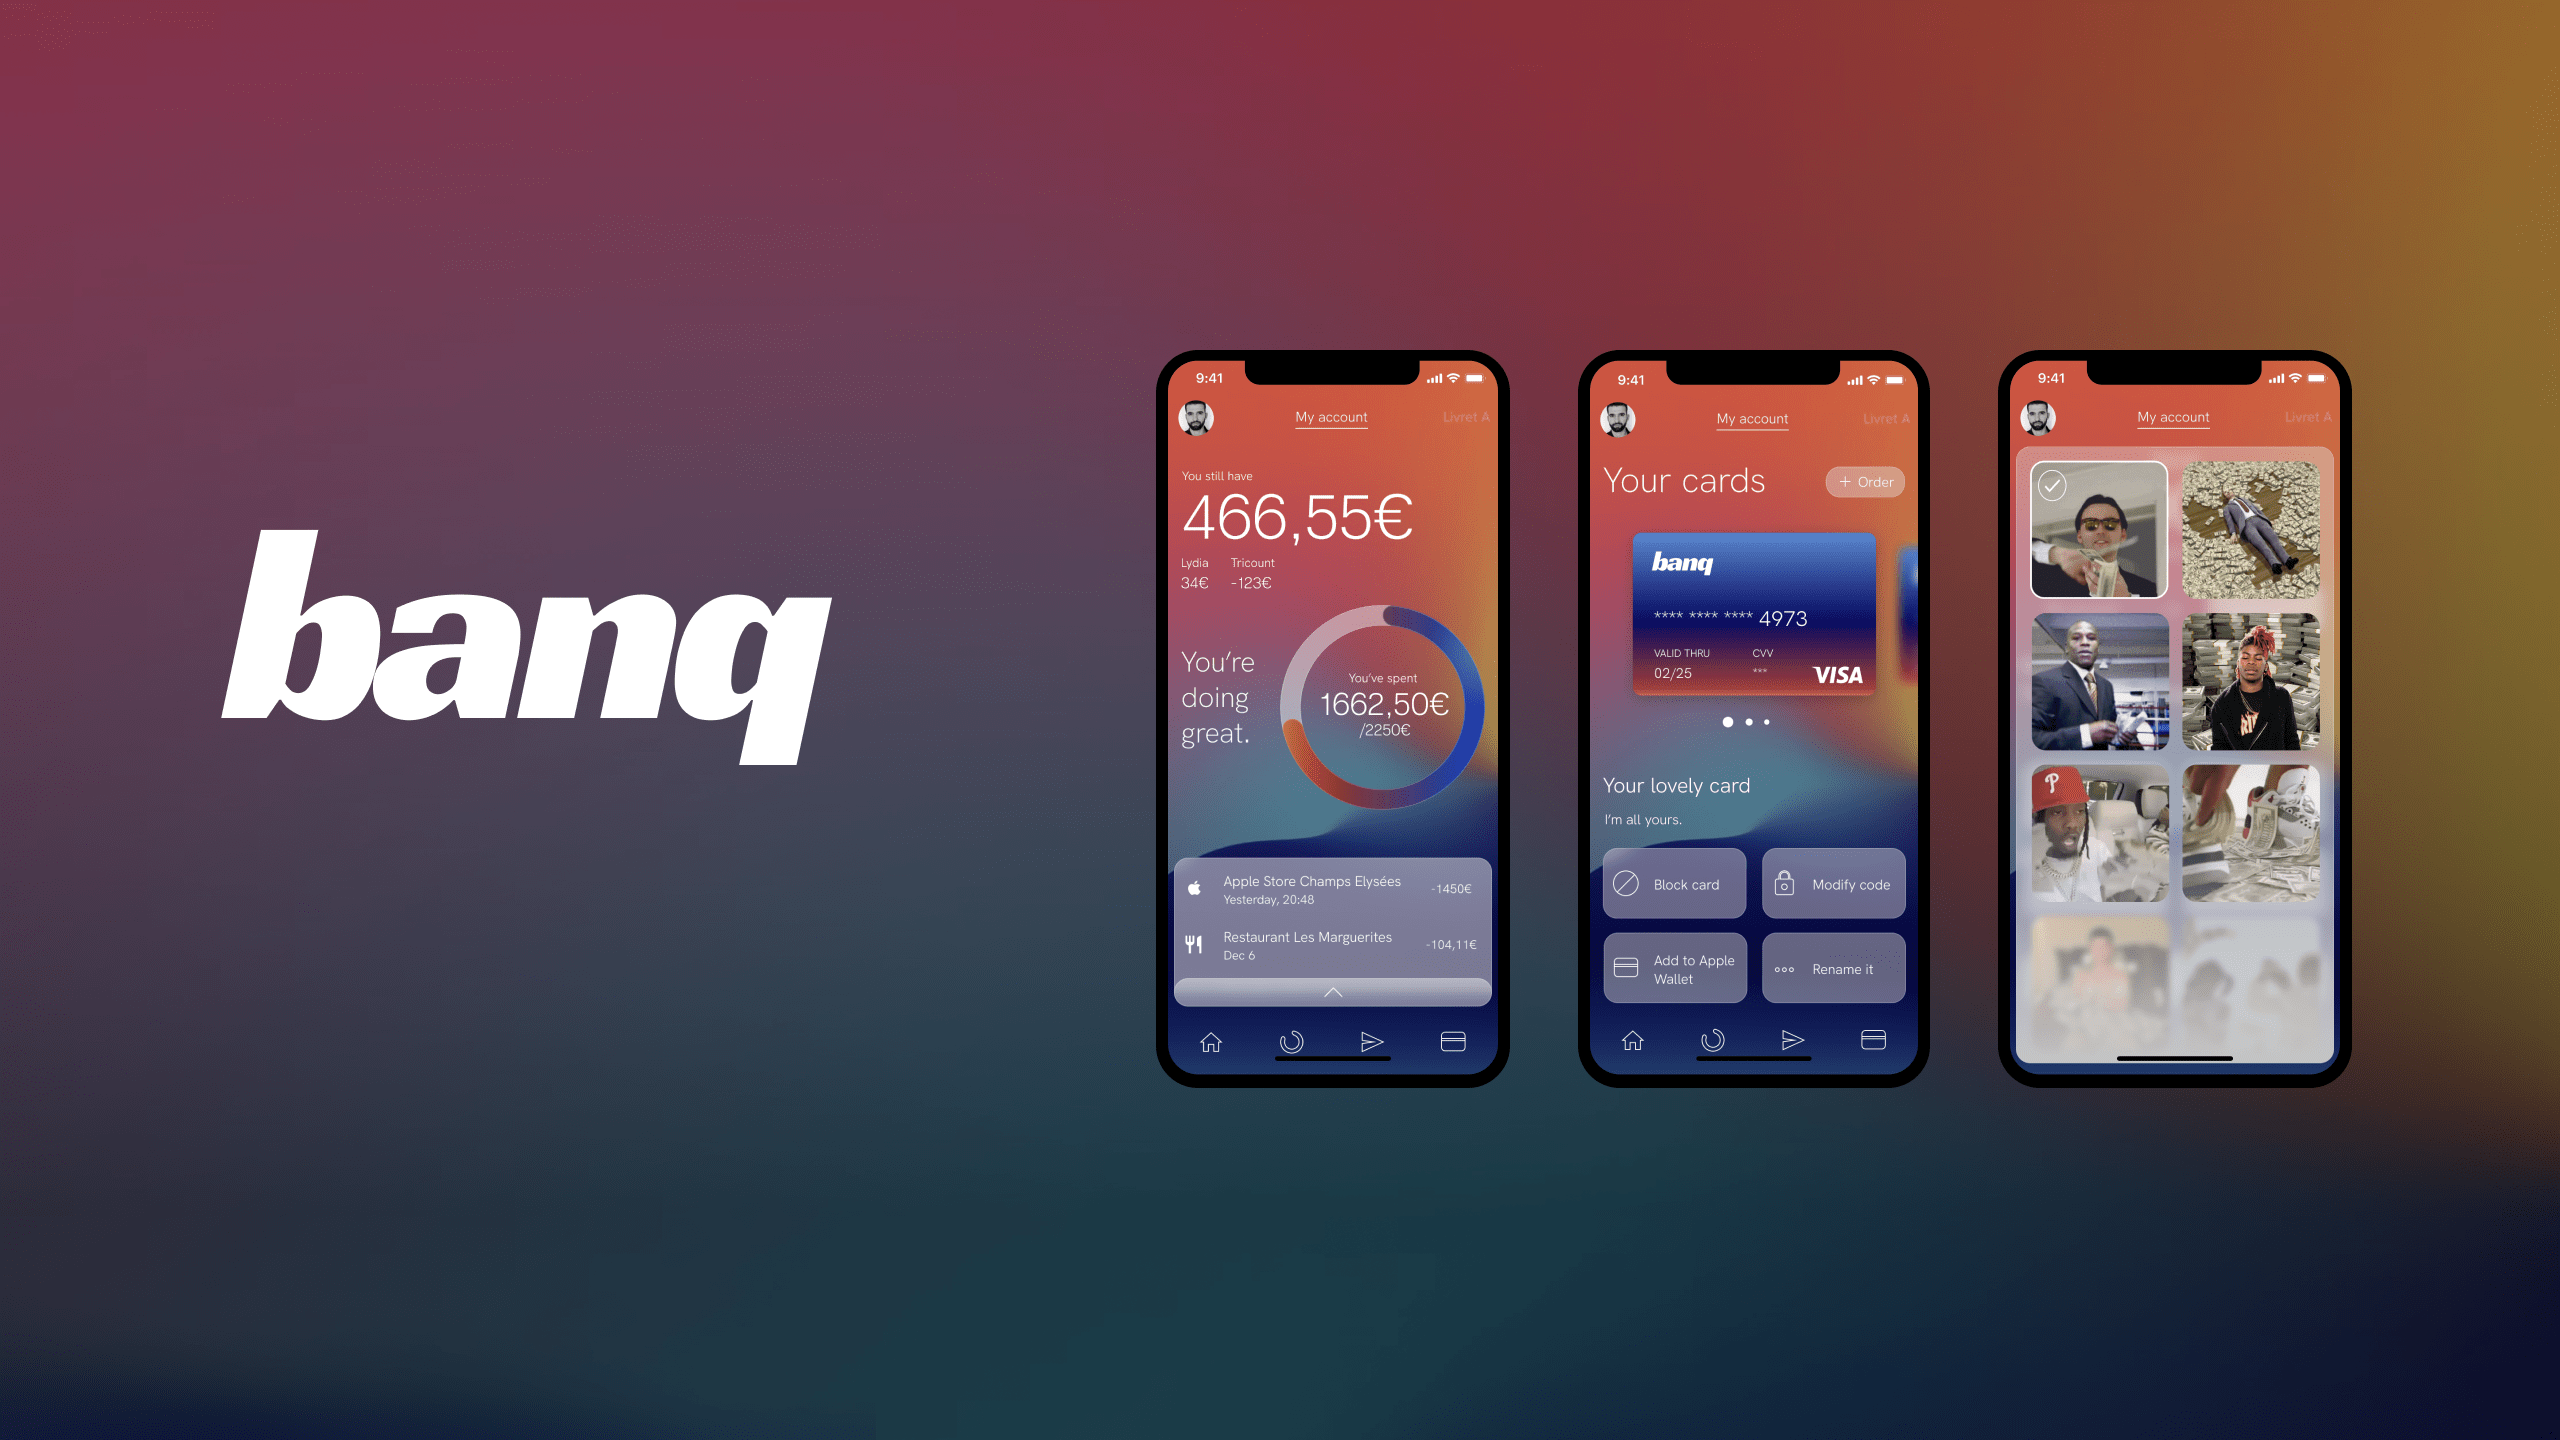 banq
9:41
My account
Livret A
You still have
466,55€
Lydia
Tricount
34€
-123€
You're
doing
great.
You've spent
1662,50€
/2250€
Apple Store Champs Elysées
-1450€
Yesterday, 20:48
Restaurant Les Marguerites
-104,11€
Dec 6
9:41
My account
Livret A
Your cards
+ Order
banq
**** **** **** 4973
VALID THRU
CVV
02/25
***
VISA
Your lovely card
I'm all yours.
Block card
Modify code
Add to Apple
Wallet
Rename it
9:41
My account
Livret A
P